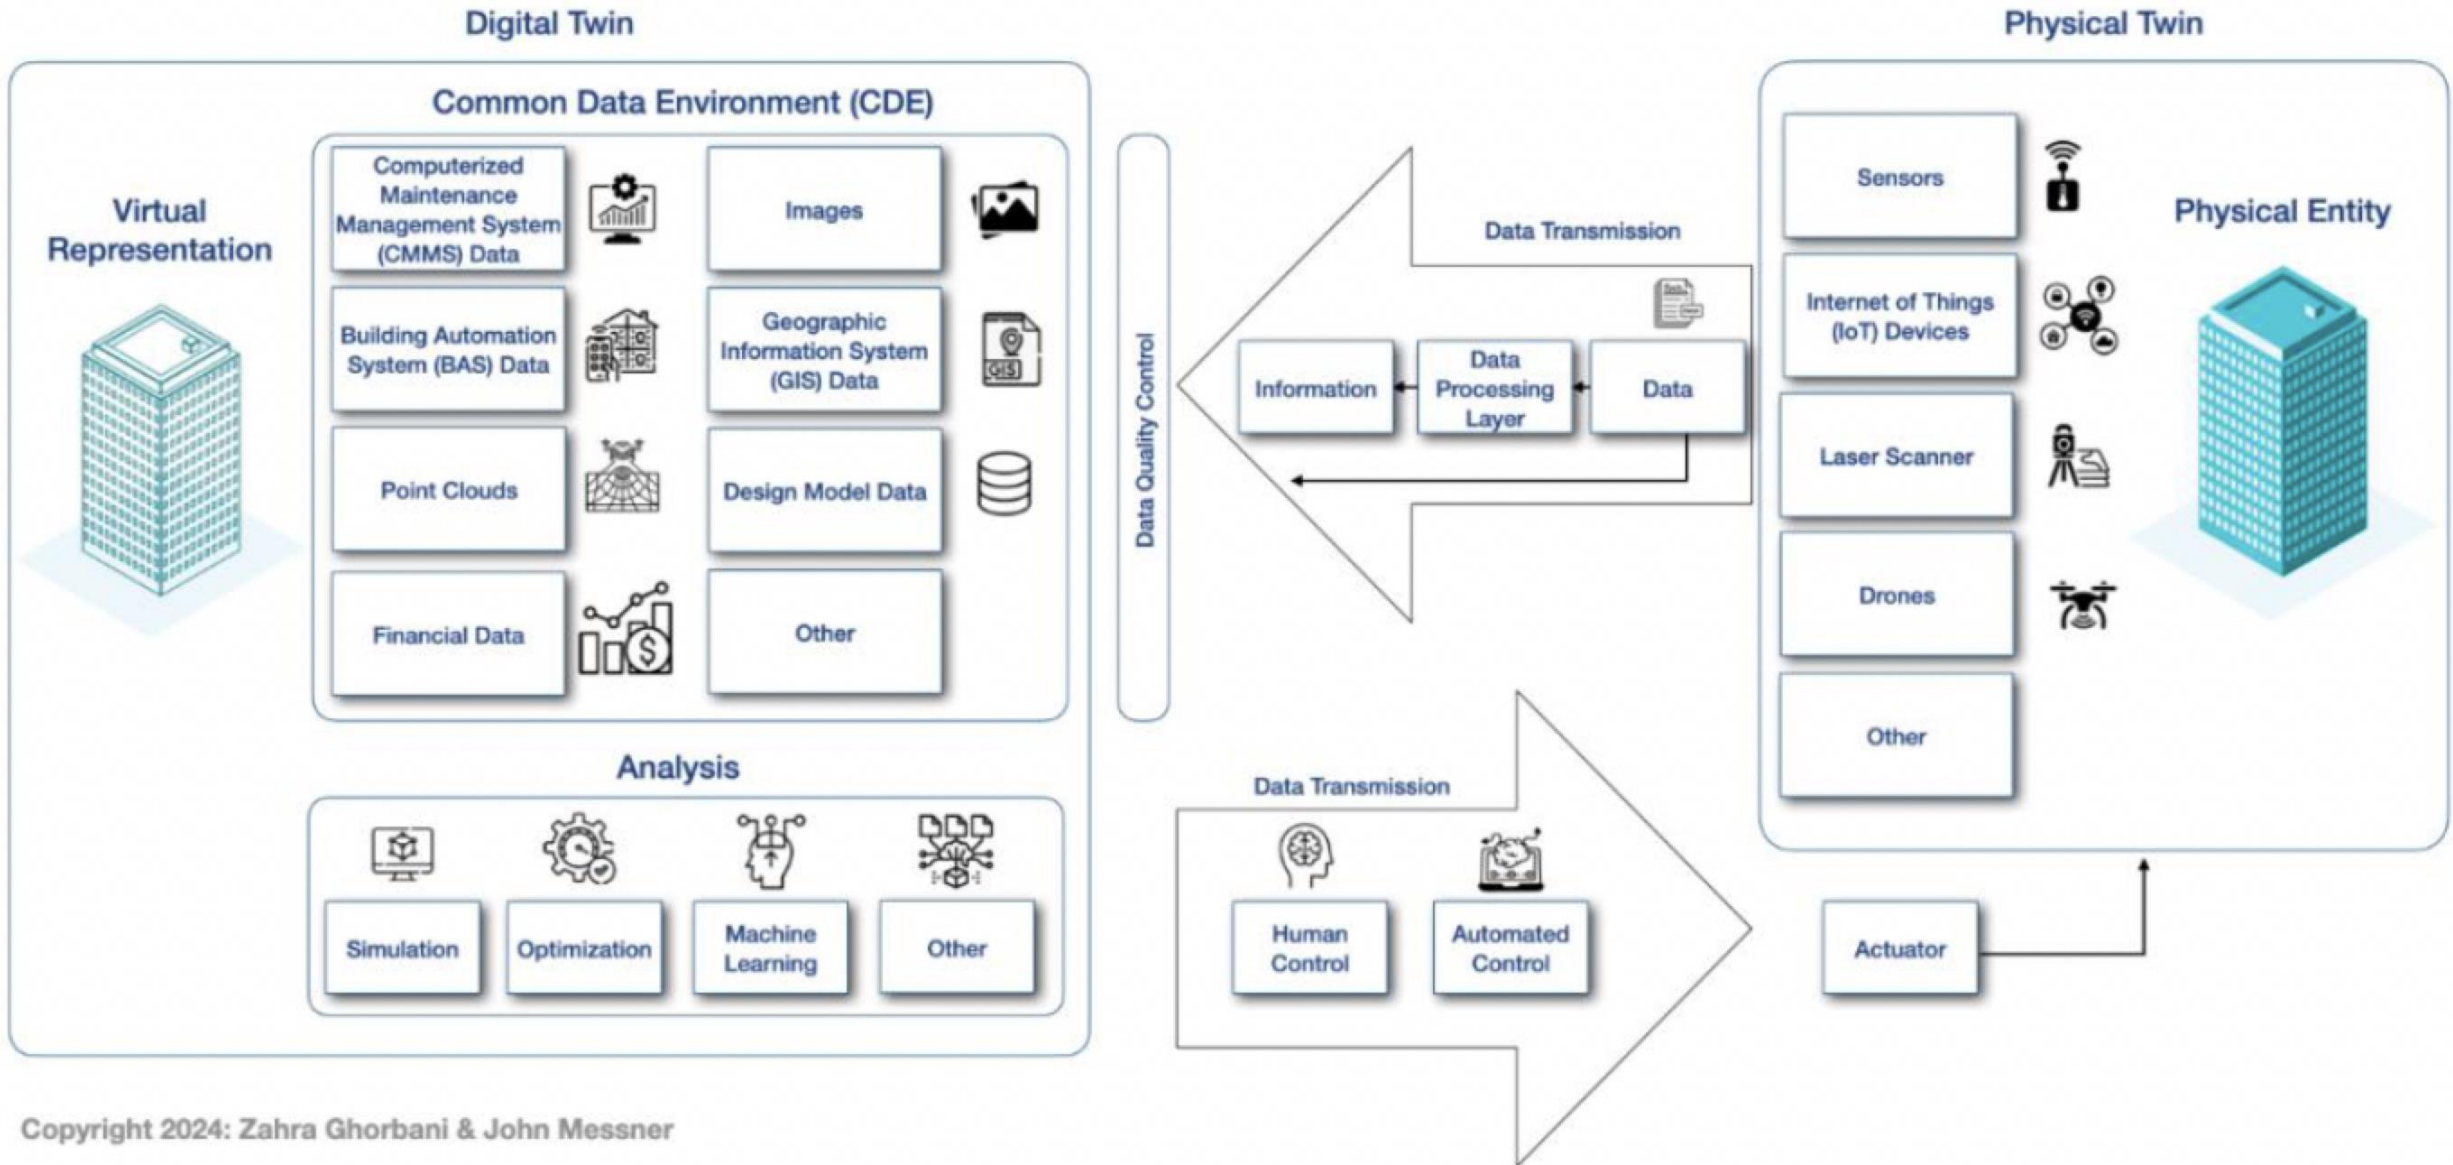 Digital Twin
Physical Twin
Common Data Environment (CDE)
Virtual
Representation
Computerized
Maintenance
Management System
(CMMS) Data
Images
Building Automation
System (BAS) Data
Geographic
Information System
(GIS) Data
GIS
Point Clouds
Design Model Data
Financial Data
$
Other
Analysis
Simulation
Optimization
Machine
Learning
Other
Data Quality Control
Data Transmission
Information
Data
Processing
Layer
Data
Data Transmission
Human
Control
Automated
Control
Sensors
Internet of Things
(IoT) Devices
Laser Scanner
Drones
Other
Physical Entity
Actuator
Copyright 2024: Zahra Ghorbani & John Messner